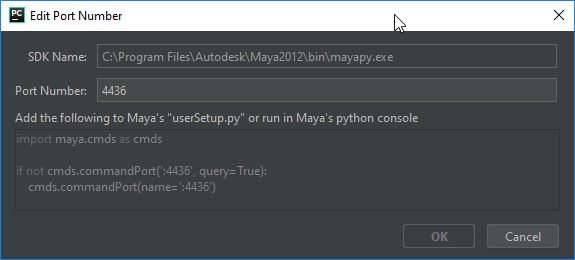 PC Edit Port Number
SDK Name: C:\Program Files\Autodesk\Maya2012\bin\mayapy.exe
Port Number: 4436
Add the following to Maya's "userSetup.py" or run in Maya's python console
import maya.cmds as cmds
if not cmds.commandPort(':4436', query=True):
    cmds.commandPort(name=':4436')
OK Cancel